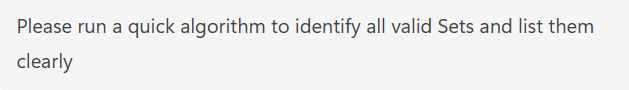 Please run a quick algorithm to identify all valid Sets and list them
clearly